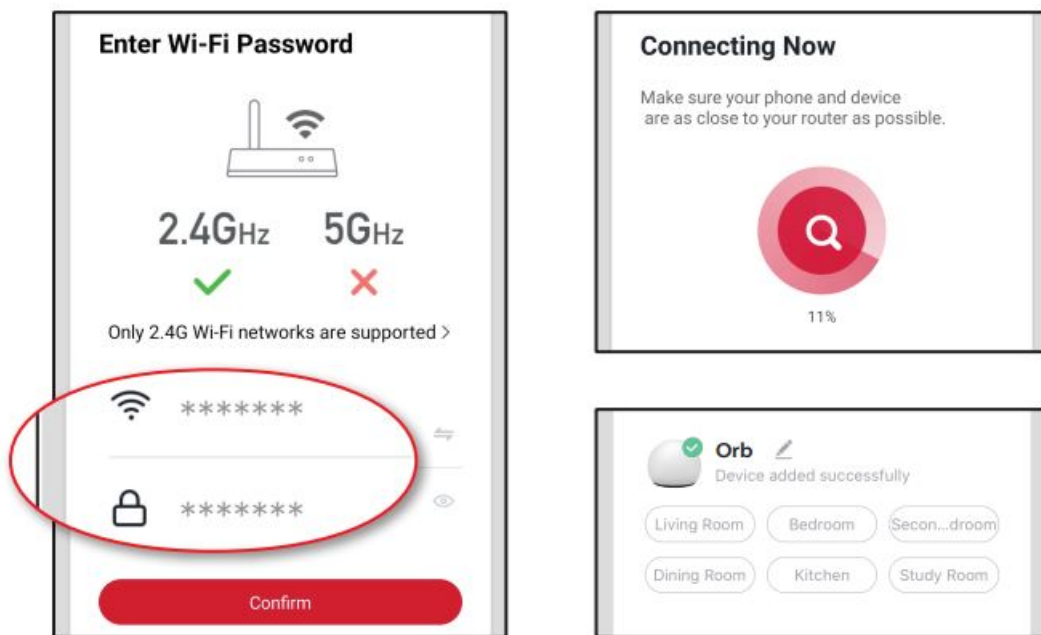 Enter Wi-Fi Password
2.4GHz
5GHz
Only 2.4G Wi-Fi networks are supported >
*******
*******
Confirm
Connecting Now
Make sure your phone and device
are as close to your router as possible.
11%
Orb
Device added successfully
Living Room
Bedroom
Secon...droom
Dining Room
Kitchen
Study Room